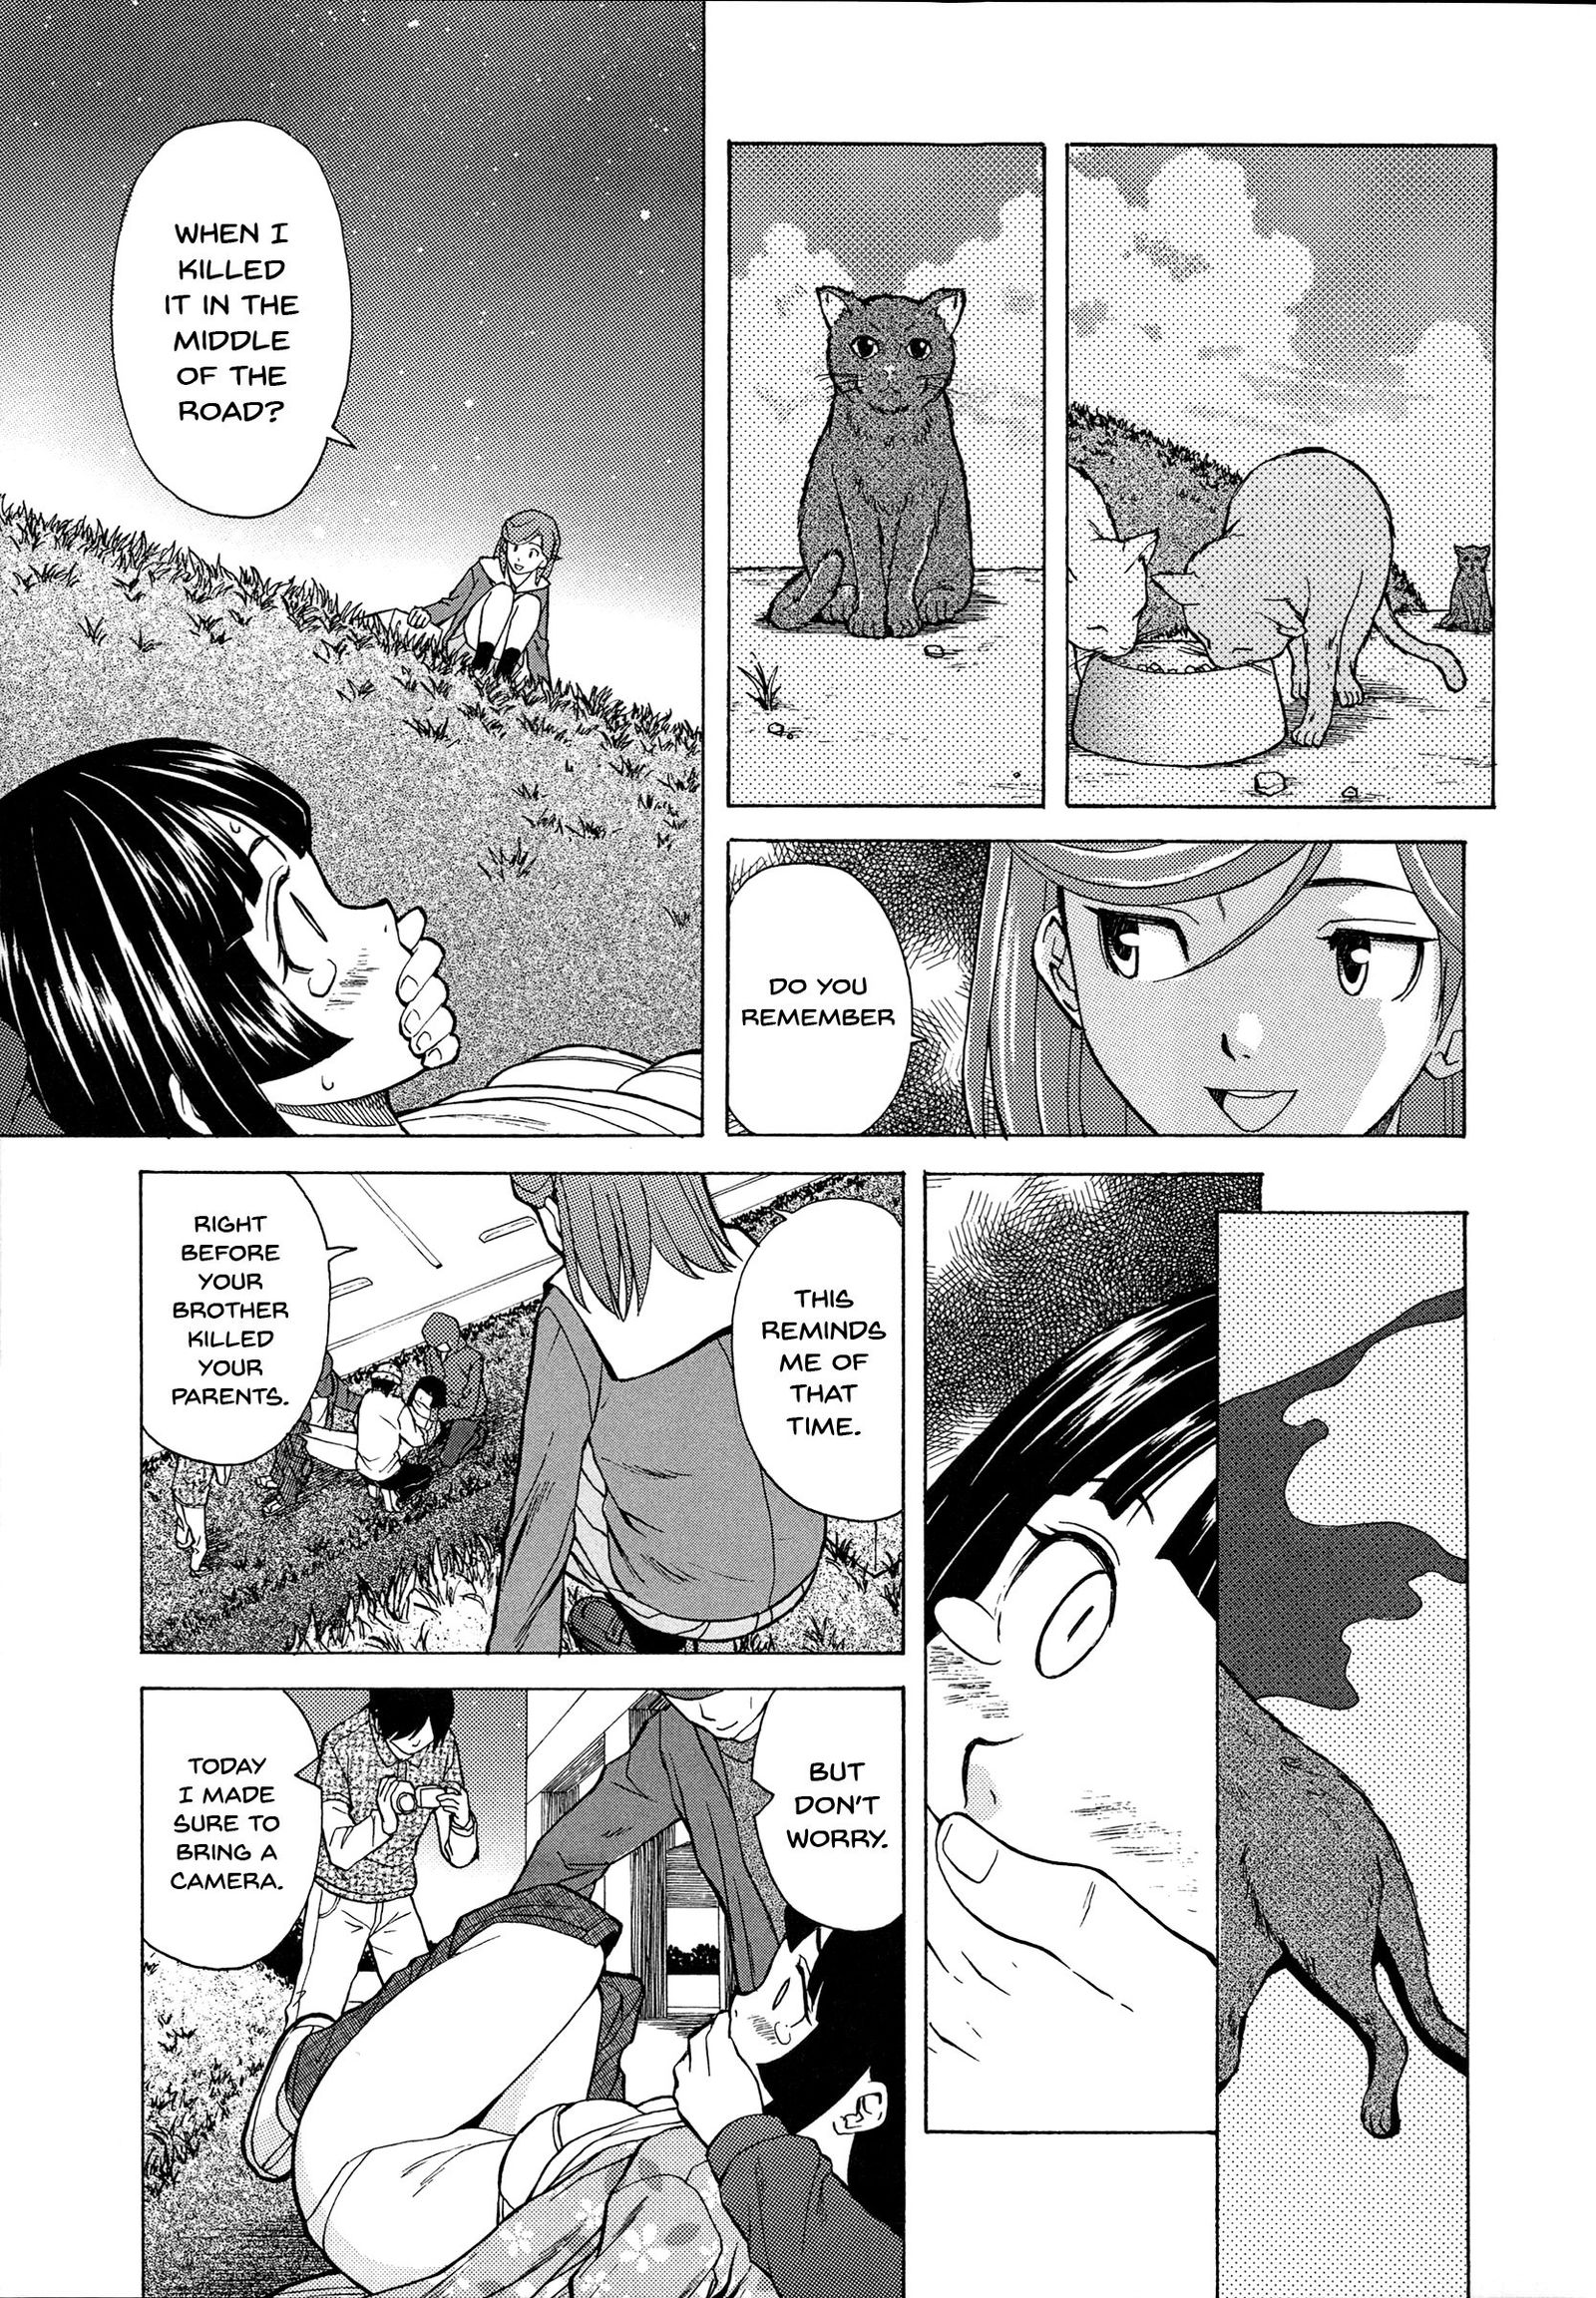 DO YOU
REMEMBER
WHEN I
KILLED
IT IN THE
MIDDLE
OF THE
ROAD?
THIS
REMINDS
ME OF
THAT
TIME.
RIGHT
BEFORE
YOUR
BROTHER
KILLED
YOUR
PARENTS.
BUT
DON'T
WORRY.
TODAY
I MADE
SURE TO
BRING A
CAMERA.